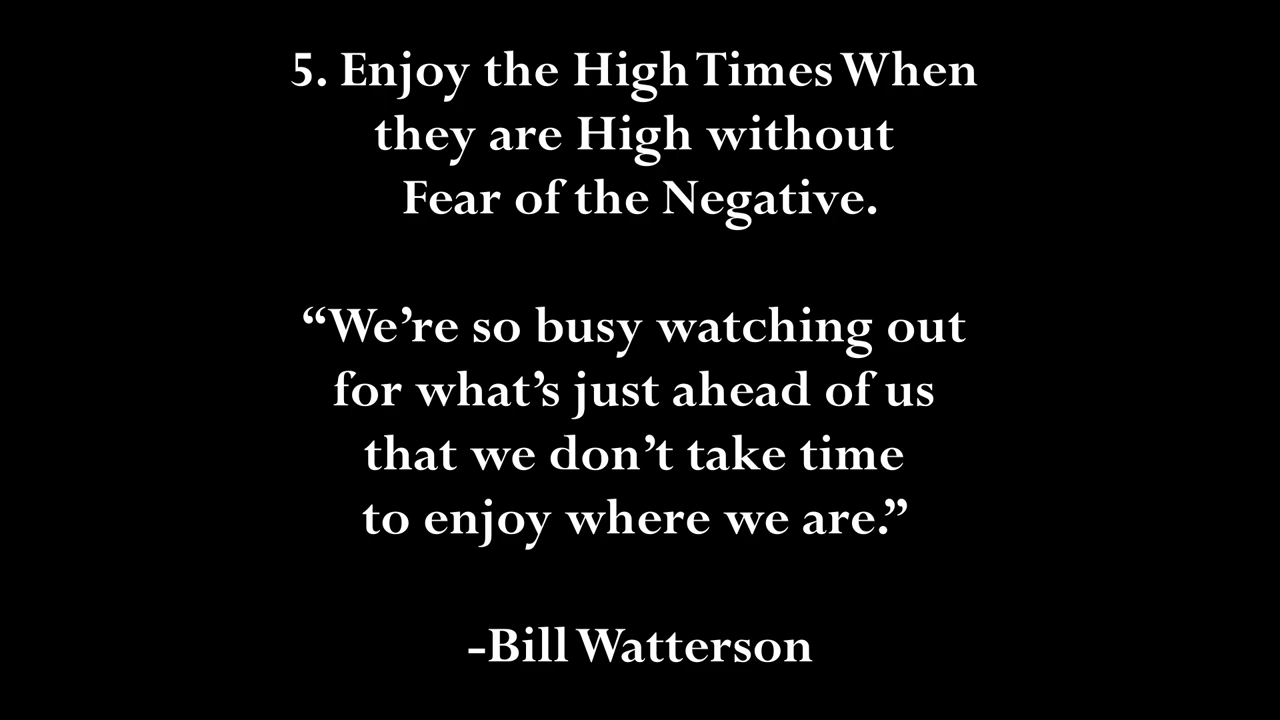 5. Enjoy the High Times When
they are High without
Fear of the Negative.
“We’re so busy watching out
for what’s just ahead of us
that we don’t take time
to enjoy where we are.”
-Bill Watterson